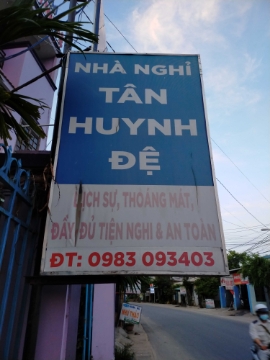 NHÀ NGHỈ
TÂN
HUYNH
ĐỆ
LỊCH SỰ, THOÁNG MÁT,
ĐẦY ĐỦ TIỆN NGHI & AN TOÀN
ĐT: 0983 093403